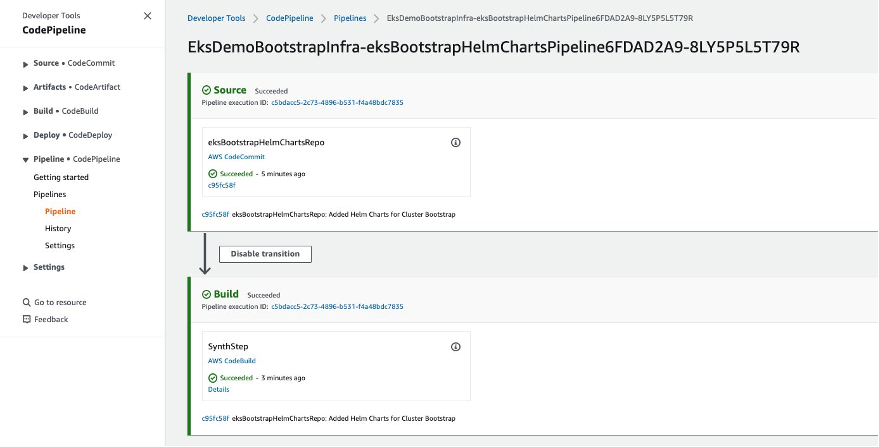 Developer Tools
CodePipeline
Source • CodeCommit
Artifacts • CodeArtifact
Build • CodeBuild
Deploy • CodeDeploy
Pipeline • CodePipeline
Getting started
Pipelines
Pipeline
History
Settings
Settings
Go to resource
Feedback
Developer Tools CodePipeline Pipelines EksDemoBootstrapInfra-eksBootstrapHelmChartsPipeline6FDAD2A9-8LY5P5L5T79R
EksDemoBootstrapInfra-eksBootstrapHelmChartsPipeline6FDAD2A9-8LY5P5L5T79R
Source Succeeded
Pipeline execution ID: c5bdacc5-2c73-4896-b531-f4a48bdc7835
eksBootstrapHelmChartsRepo
AWS CodeCommit
Succeeded - 5 minutes ago
c95fc58f
c95fc58f eksBootstrapHelmChartsRepo: Added Helm Charts for Cluster Bootstrap
Disable transition
Build Succeeded
Pipeline execution ID: c5bdacc5-2c73-4896-b531-f4a48bdc7835
SynthStep
AWS CodeBuild
Succeeded - 3 minutes ago
Details
c95fc58f eksBootstrapHelmChartsRepo: Added Helm Charts for Cluster Bootstrap